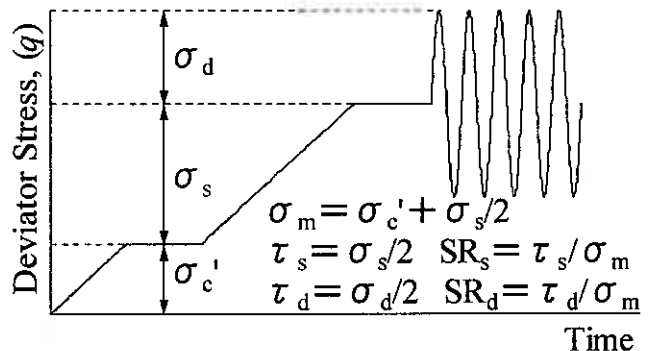 Deviator Stress, (q)
σd
σs
σc'
σm=σc'+σs/2
τs=σs/2 SRs=τs/σm
τd=σd/2 SRd=τd/σm
Time